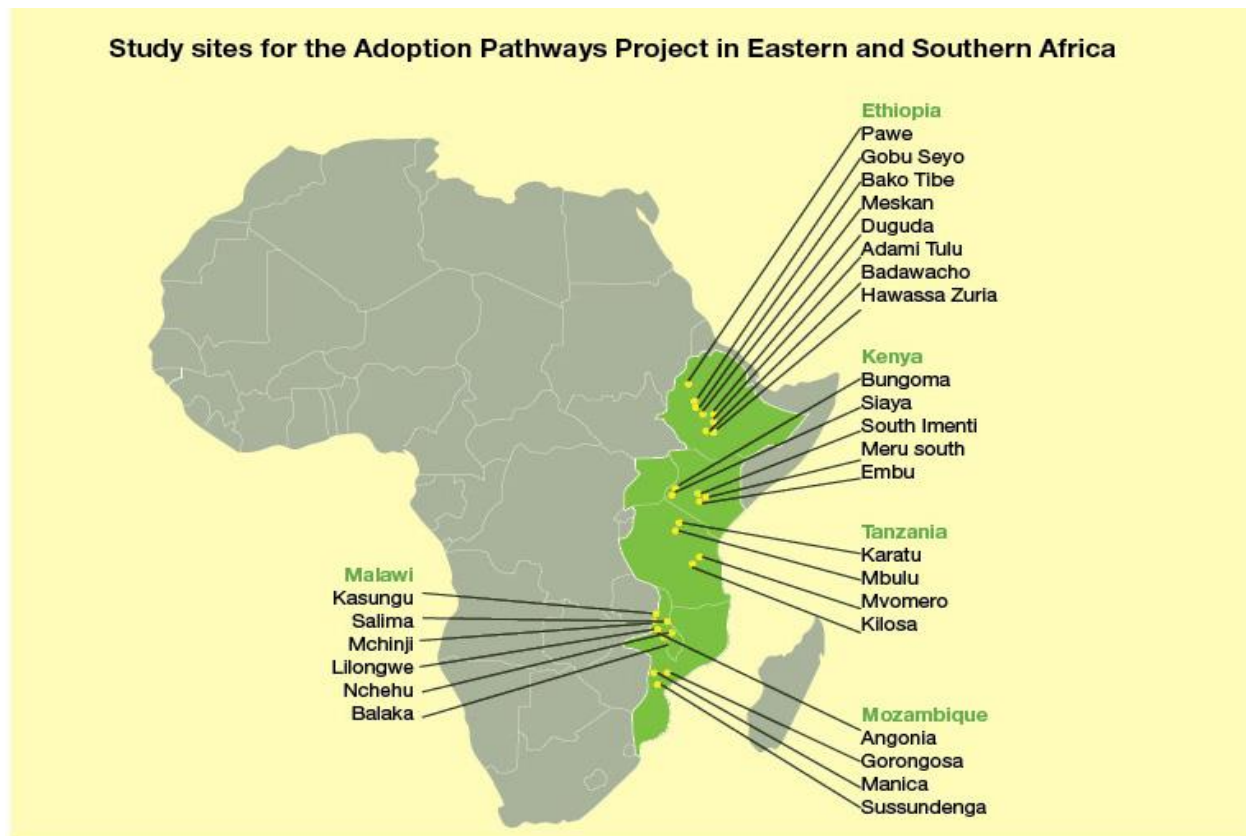 Study sites for the Adoption Pathways Project in Eastern and Southern Africa
Ethiopia
Pawe
Gobu Seyo
Bako Tibe
Meskan
Duguda
Adami Tulu
Badawacho
Hawassa Zuria
Kenya
Bungoma
Siaya
South Imenti
Meru south
Embu
Tanzania
Karatu
Mbulu
Mvomero
Kilosa
Malawi
Kasungu
Salima
Mchinji
Lilongwe
Nchehu
Balaka
Mozambique
Angonia
Gorongosa
Manica
Sussundenga